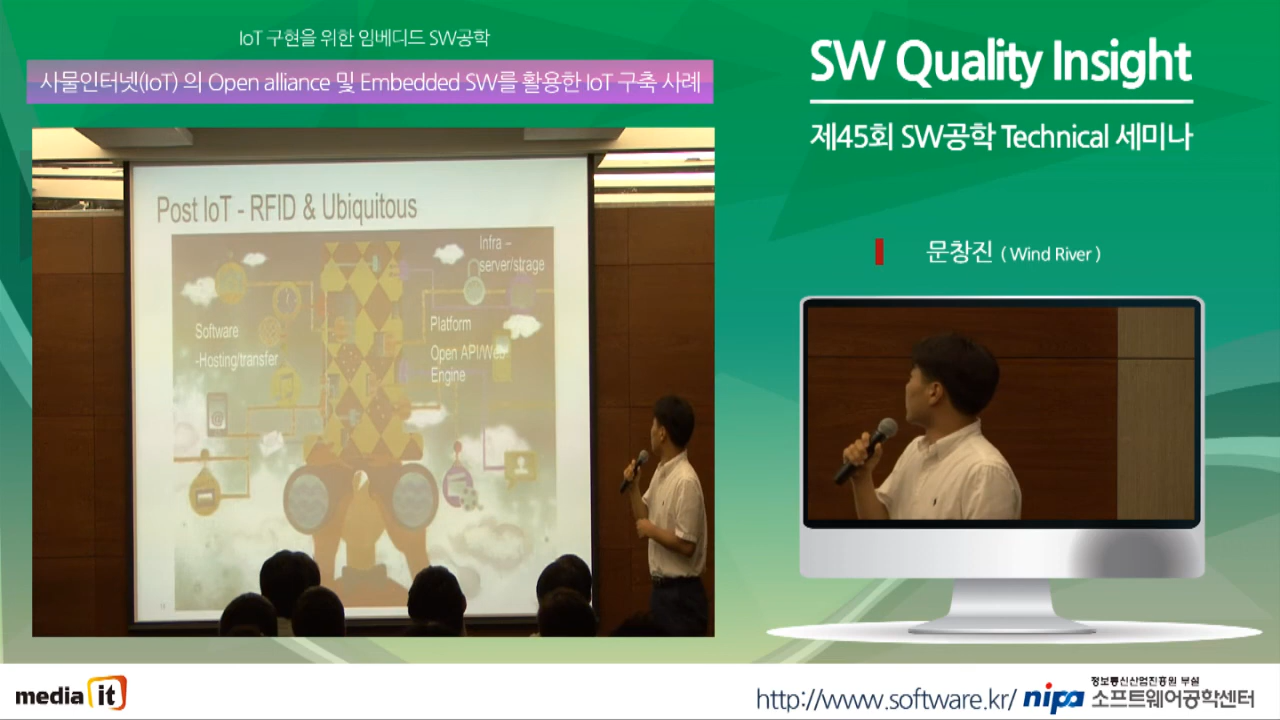 IoT 구현을 위한 임베디드 SW공학
사물인터넷(IoT) 의 Open alliance 및 Embedded SW를 활용한 IoT 구축 사례
SW Quality Insight
제45회 SW공학 Technical 세미나
문창진 ( Wind River )
Post IoT - RFID & Ubiquitous
Infra –
server/strage
Software
-Hosting/transfer
Platform
Open API/Web
Engine
media it
http://www.software.kr/
nipa
정보통신산업진흥원 부설
소프트웨어공학센터